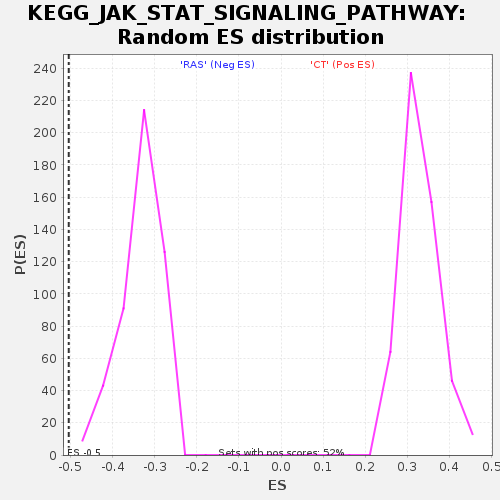 KEGG_JAK_STAT_SIGNALING_PATHWAY:
Random ES distribution
'RAS' (Neg ES) 'CT' (Pos ES)
240
220
200
180
160
140
120
100
80
60
40
20
0
P(ES)
ES -0.5 Sets with pos scores: 52%
-0.5 -0.4 -0.3 -0.2 -0.1 0.0 0.1 0.2 0.3 0.4 0.5
ES